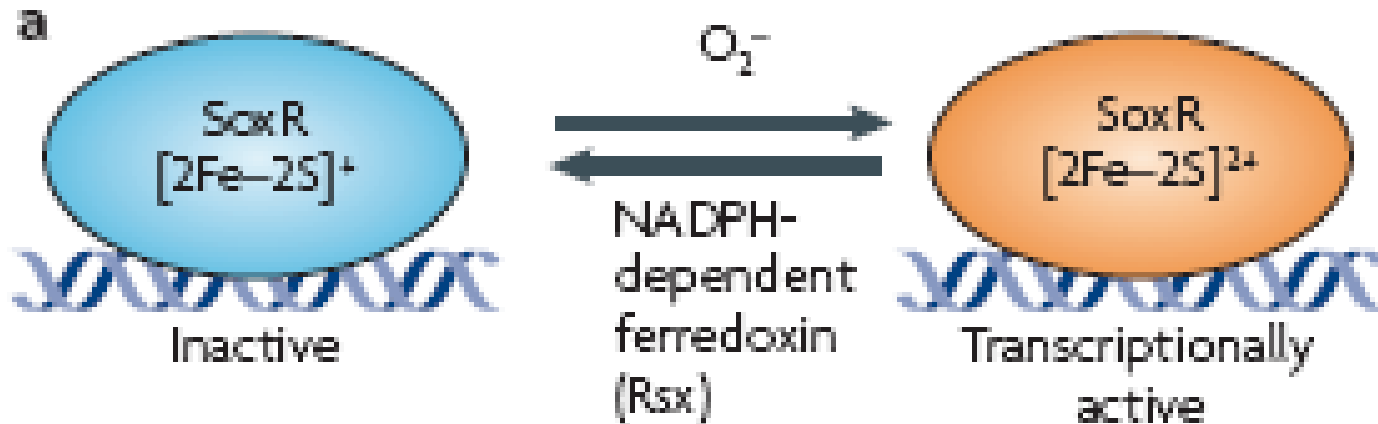 a
SoxR
[2Fe–2S]⁺
Inactive
O₂⁻
NADPH-
dependent
ferredoxin
(Rsx)
SoxR
[2Fe–2S]²⁺
Transcriptionally
active